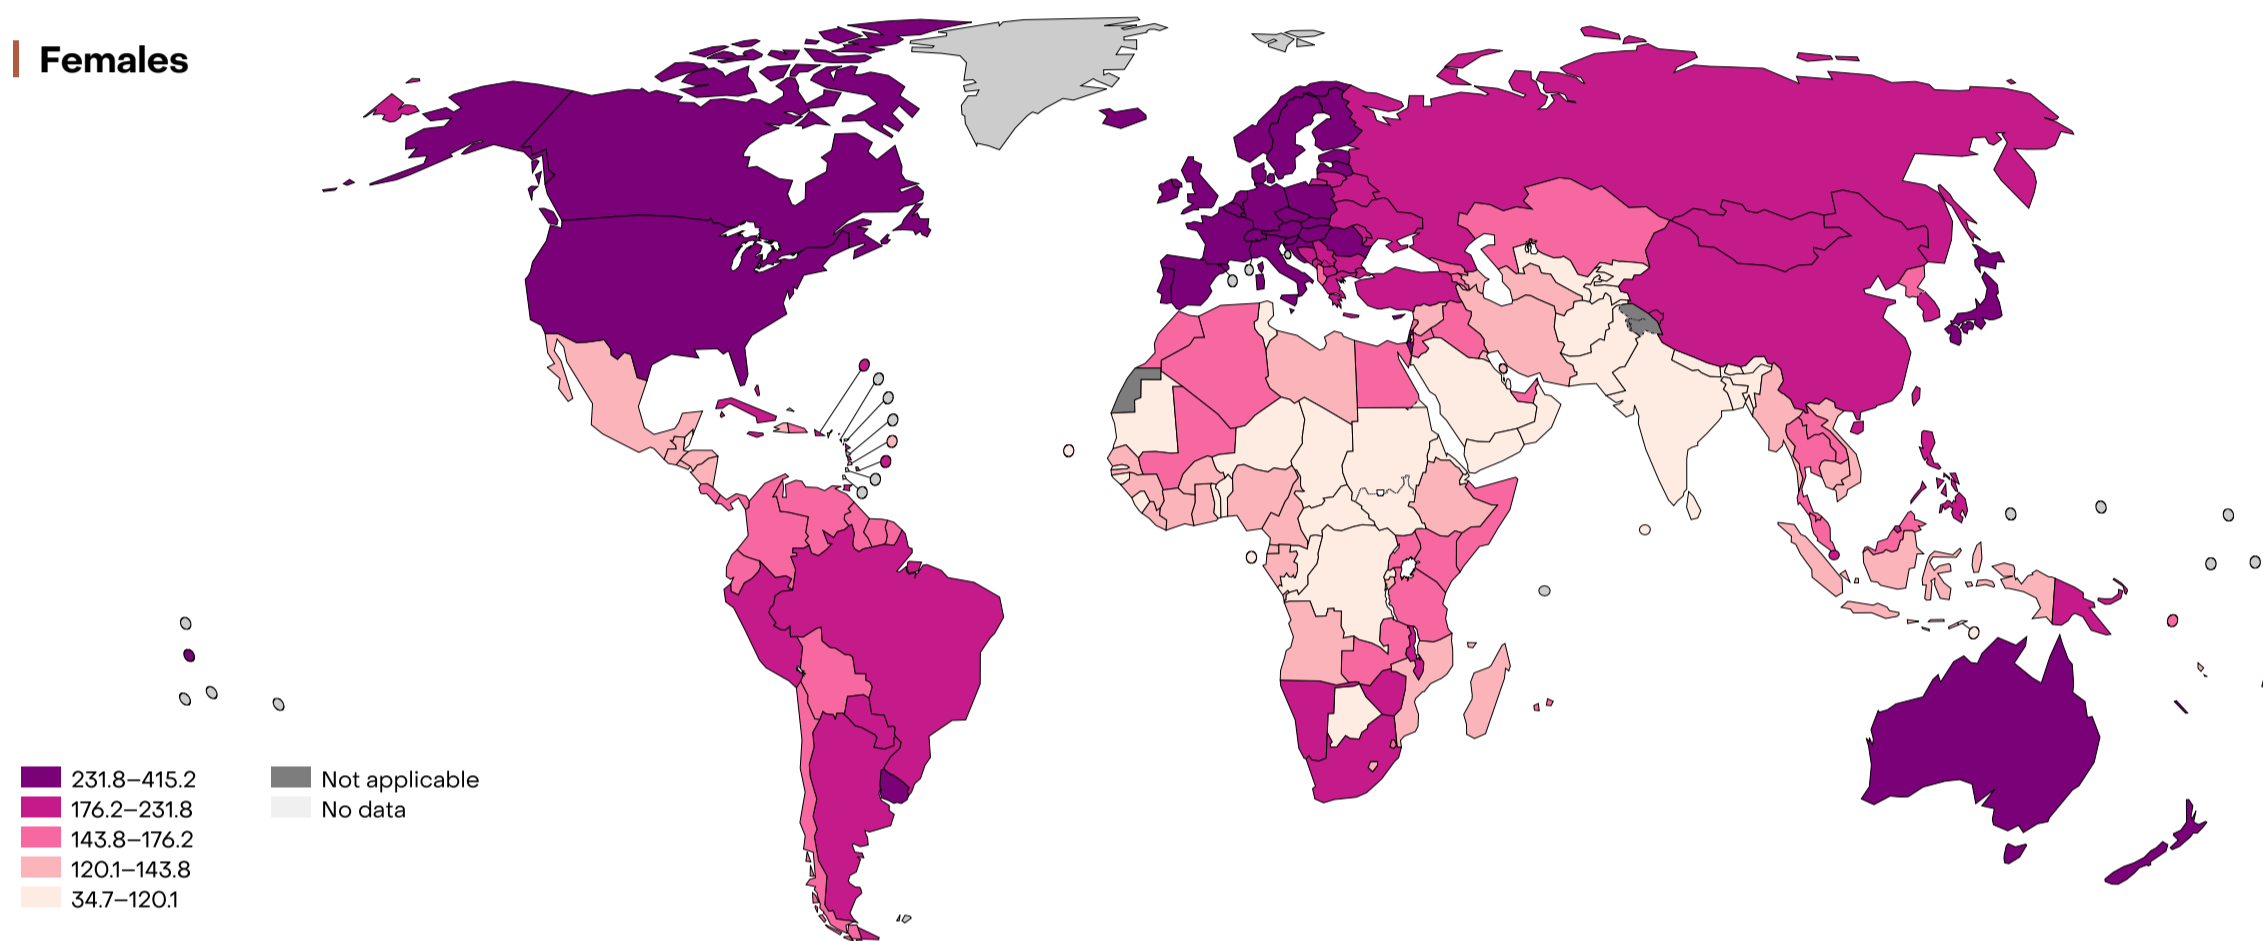 Females
231.8–415.2
176.2–231.8
143.8–176.2
120.1–143.8
34.7–120.1
Not applicable
No data